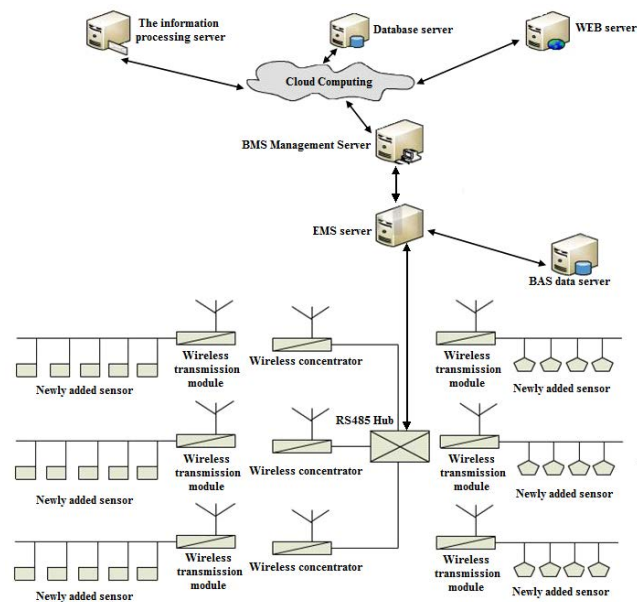 The information
processing server
Database server
WEB server
Cloud Computing
BMS Management Server
EMS server
BAS data server
Wireless
transmission
module
Newly added sensor
Wireless concentrator
Wireless
transmission
module
Newly added sensor
RS485 Hub
Wireless
transmission
module
Newly added sensor
Wireless concentrator
Wireless
transmission
module
Newly added sensor
Wireless
transmission
module
Newly added sensor
Wireless concentrator
Wireless
transmission
module
Newly added sensor